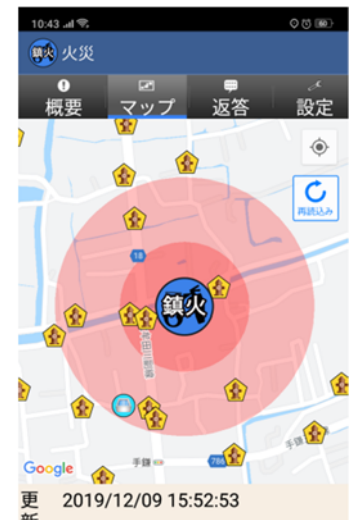 10:43
60
鎮火 火災
概要 マップ 返答 設定
再読込み
18
鎮火
手鎌
786
Google
更 2019/12/09 15:52:53
新